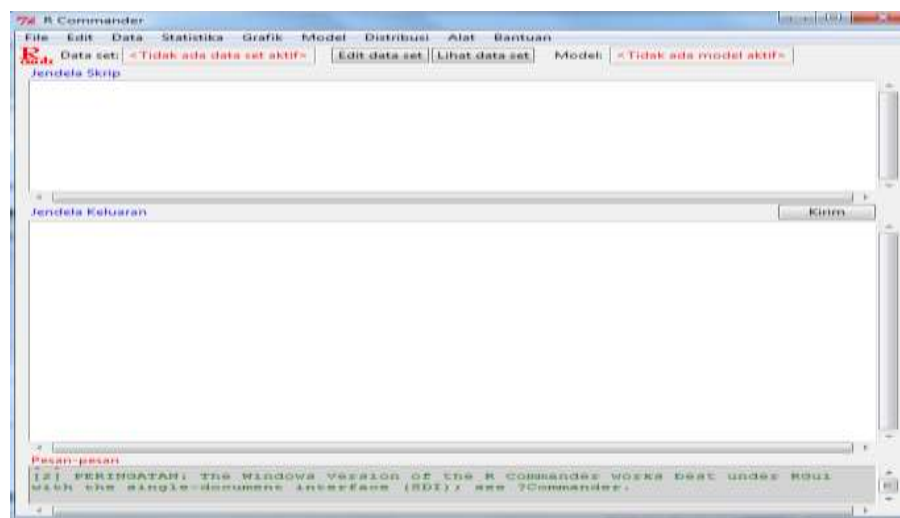 R Commander
File Edit Data Statistika Grafik Model Distribusi Alat Bantuan
Data set: <Tidak ada data set aktif> Edit data set Lihat data set Model: <Tidak ada model aktif>
Jendela Skrip
Jendela Keluaran Kirim
Pesan-pesan
[2] PERINGATAN: The Windows version of the R Commander works best under RGui
with the single-document interface (SDI); see ?Commander.